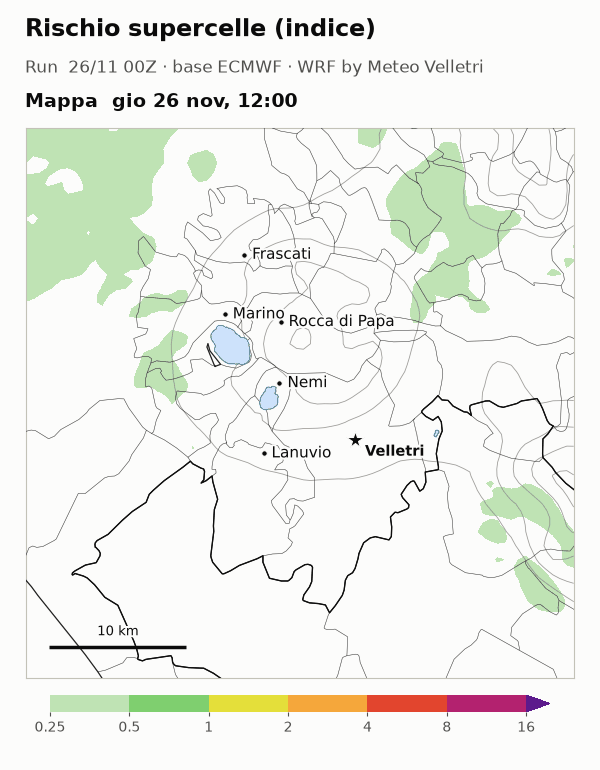 Rischio supercelle (indice)
Run  26/11 00Z · base ECMWF · WRF by Meteo Velletri
Mappa  gio 26 nov, 12:00
Frascati
Marino
Rocca di Papa
Nemi
Velletri
Lanuvio
10 km
0.25 0.5 1 2 4 8 16